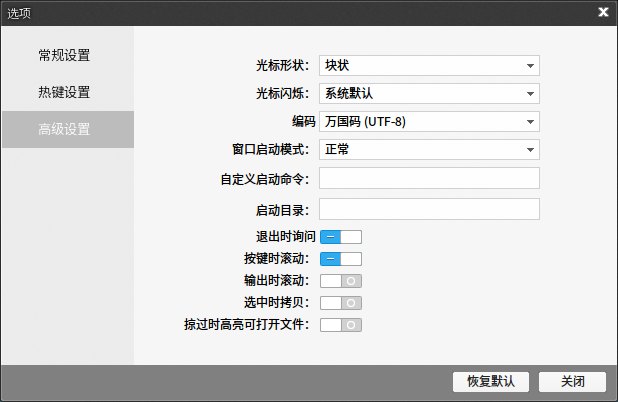 选项
常规设置
热键设置
高级设置
光标形状： 块状
光标闪烁： 系统默认
编码 万国码 (UTF-8)
窗口启动模式： 正常
自定义启动命令：
启动目录：
退出时询问
按键时滚动：
输出时滚动：
选中时拷贝：
掠过时高亮可打开文件：
恢复默认 关闭